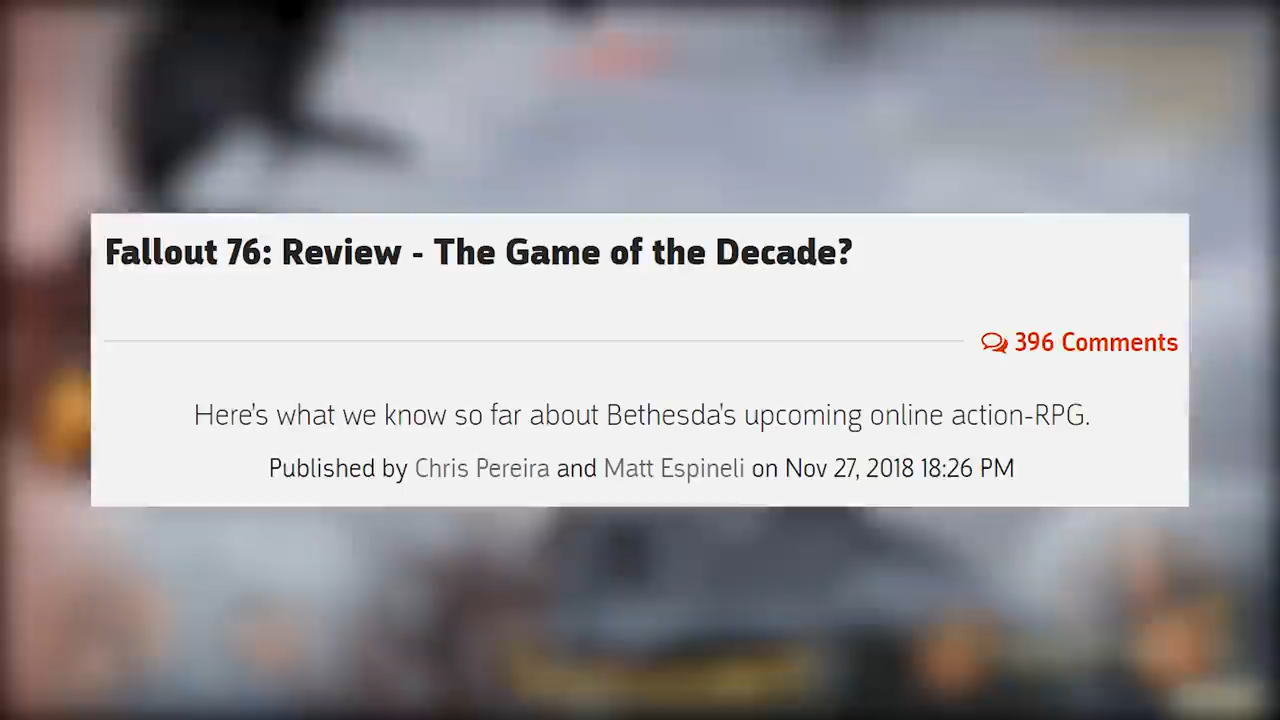 Fallout 76: Review - The Game of the Decade?
396 Comments
Here's what we know so far about Bethesda's upcoming online action-RPG.
Published by Chris Pereira and Matt Espineli on Nov 27, 2018 18:26 PM